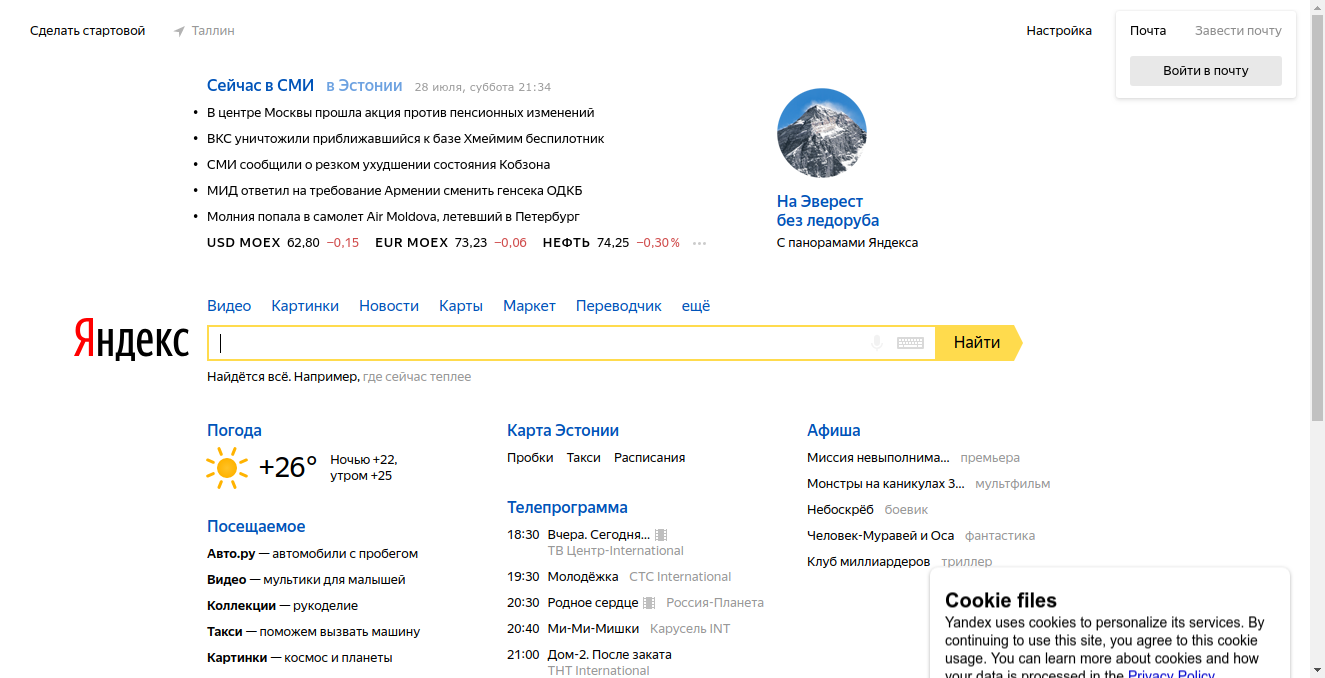 Сделать стартовой Таллин Настройка Почта Завести почту
Войти в почту
Сейчас в СМИ в Эстонии 28 июля, суббота 21:34
• В центре Москвы прошла акция против пенсионных изменений
• ВКС уничтожили приближавшийся к базе Хмеймим беспилотник
• СМИ сообщили о резком ухудшении состояния Кобзона
• МИД ответил на требование Армении сменить генсека ОДКБ
• Молния попала в самолет Air Moldova, летевший в Петербург
USD MOEX 62,80 −0,15 EUR MOEX 73,23 −0,06 НЕФТЬ 74,25 −0,30% •••
На Эверест
без ледоруба
С панорамами Яндекса
Видео Картинки Новости Карты Маркет Переводчик ещё
Яндекс Найти
Найдётся всё. Например, где сейчас теплее
Погода
+26° Ночью +22,
утром +25
Посещаемое
Авто.ру — автомобили с пробегом
Видео — мультики для малышей
Коллекции — рукоделие
Такси — поможем вызвать машину
Картинки — космос и планеты
Карта Эстонии
Пробки Такси Расписания
Телепрограмма
18:30 Вчера. Сегодня...
ТВ Центр-International
19:30 Молодёжка СТС International
20:30 Родное сердце Россия-Планета
20:40 Ми-Ми-Мишки Карусель INT
21:00 Дом-2. После заката
ТНТ International
Афиша
Миссия невыполнима... премьера
Монстры на каникулах 3... мультфильм
Небоскрёб боевик
Человек-Муравей и Оса фантастика
Клуб миллиардеров триллер
Cookie files
Yandex uses cookies to personalize its services. By
continuing to use this site, you agree to this cookie
usage. You can learn more about cookies and how
your data is processed in the Privacy Policy.